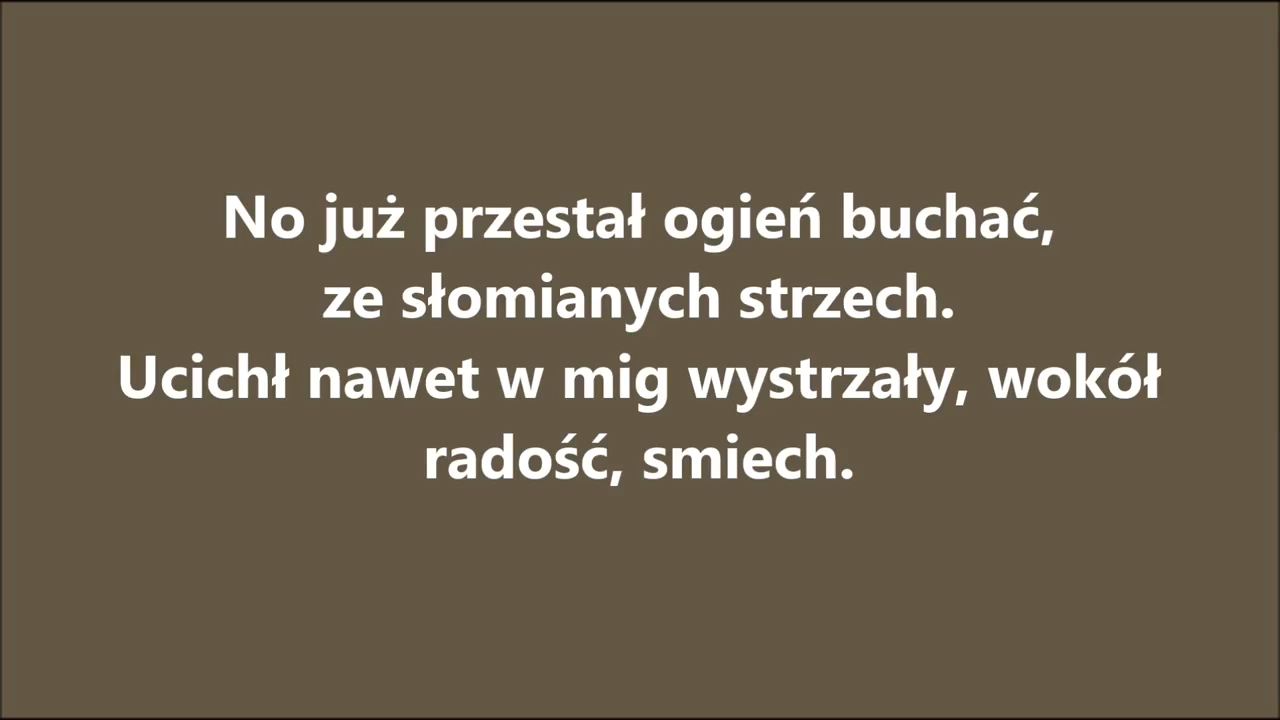 No już przestał ogień buchać,
ze słomianych strzech.
Ucichł nawet w mig wystrzały, wokół
radość, smiech.